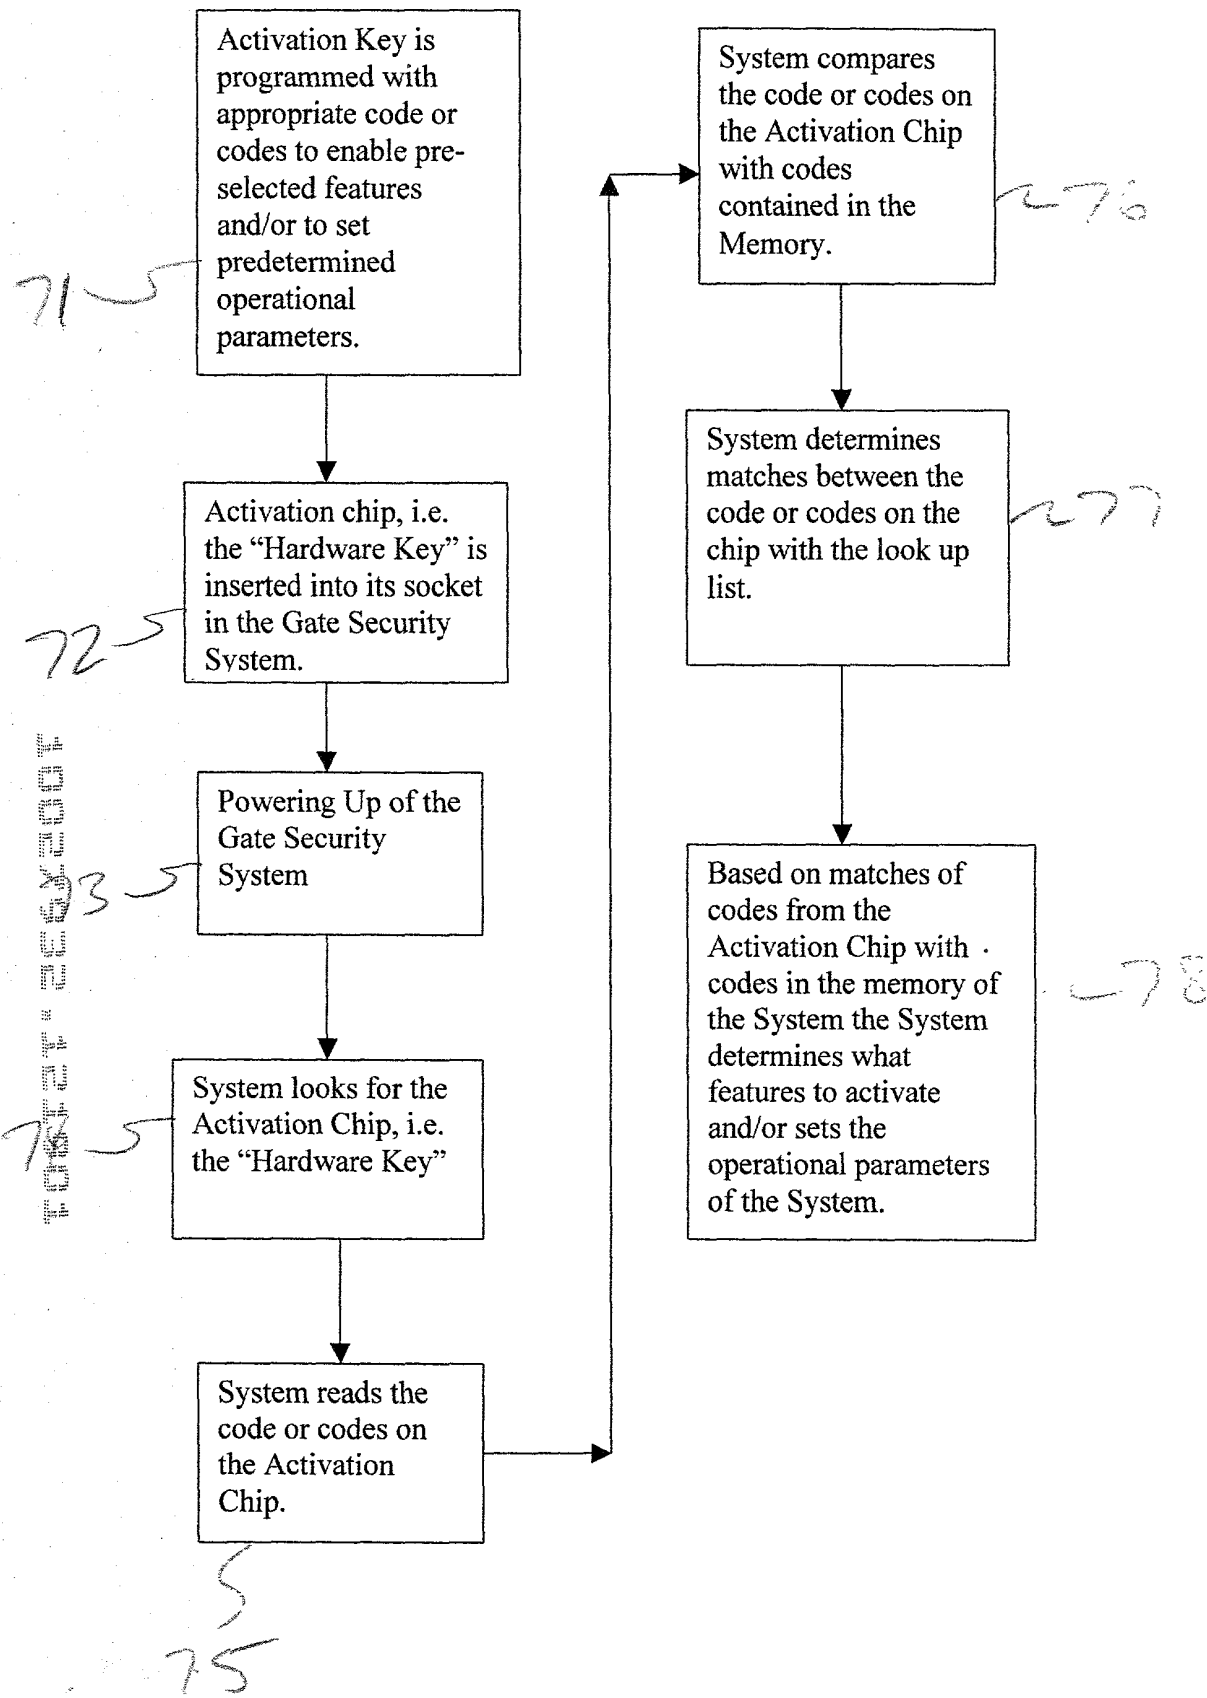 Activation Key is
programmed with
appropriate code or
codes to enable pre-
selected features
and/or to set
predetermined
operational
parameters.
71
Activation chip, i.e.
the “Hardware Key” is
inserted into its socket
in the Gate Security
System.
72
Powering Up of the
Gate Security
System
73
System looks for the
Activation Chip, i.e.
the “Hardware Key”
74
System reads the
code or codes on
the Activation
Chip.
75
System compares
the code or codes on
the Activation Chip
with codes
contained in the
Memory.
76
System determines
matches between the
code or codes on the
chip with the look up
list.
77
Based on matches of
codes from the
Activation Chip with
codes in the memory of
the System the System
determines what
features to activate
and/or sets the
operational parameters
of the System.
78